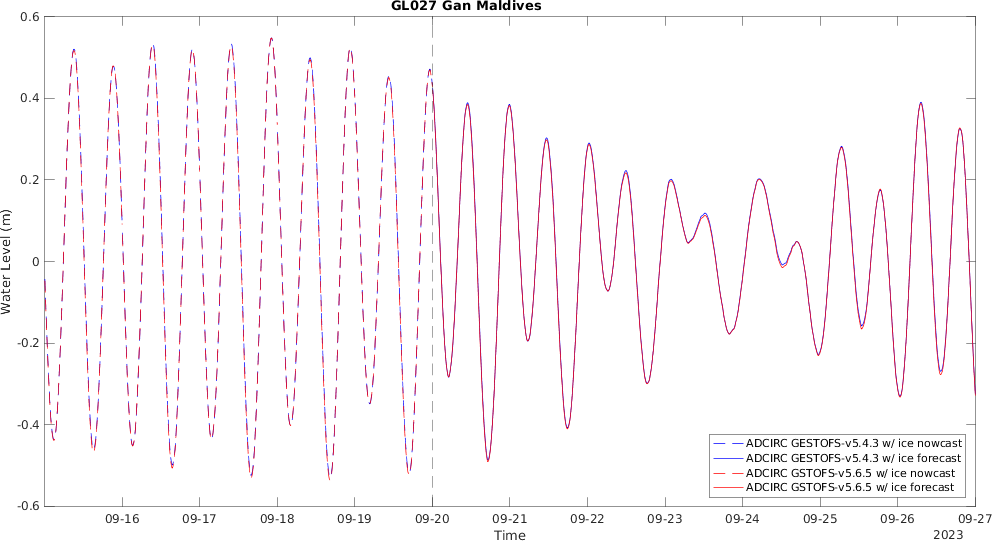 GL027 Gan Maldives
0.6
0.4
0.2
0
-0.2
-0.4
-0.6
Water Level (m)
ADCIRC GESTOFS-v5.4.3 w/ ice nowcast
ADCIRC GESTOFS-v5.4.3 w/ ice forecast
ADCIRC GSTOFS-v5.6.5 w/ ice nowcast
ADCIRC GSTOFS-v5.6.5 w/ ice forecast
09-16 09-17 09-18 09-19 09-20 09-21 09-22 09-23 09-24 09-25 09-26 09-27
Time
2023